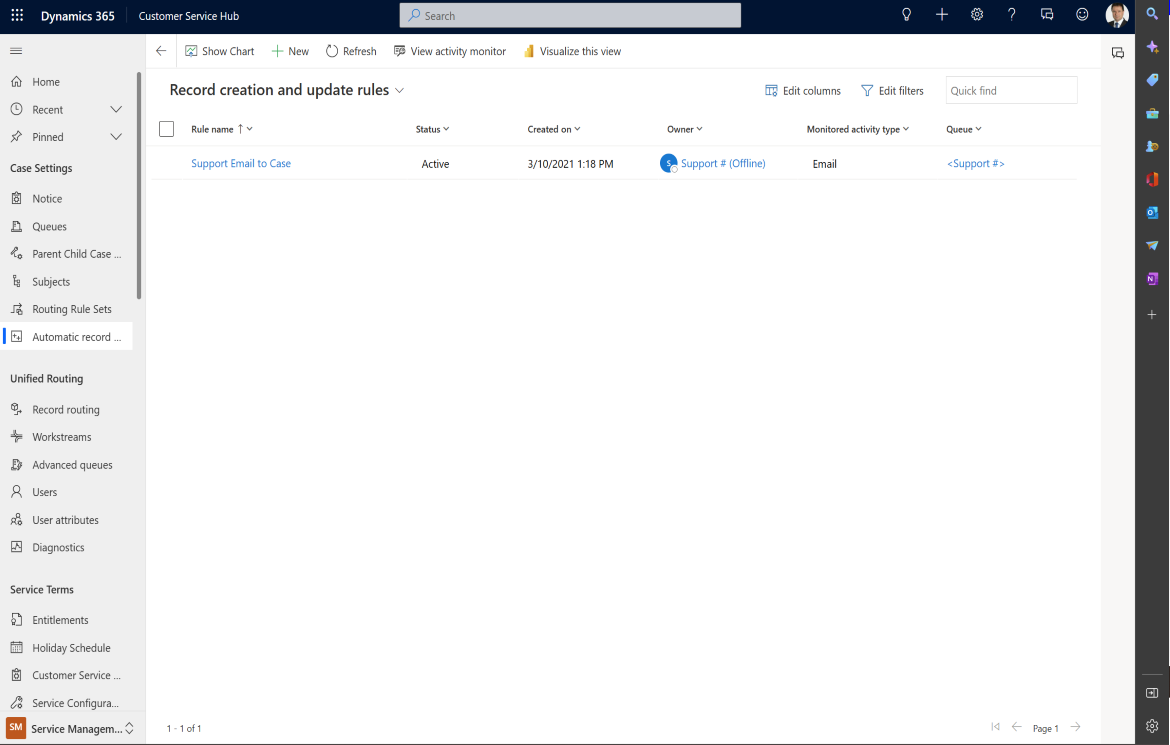 Dynamics 365 Customer Service Hub Search
Show Chart New Refresh View activity monitor Visualize this view
Home
Recent
Pinned
Case Settings
Notice
Queues
Parent Child Case ...
Subjects
Routing Rule Sets
Automatic record ...
Unified Routing
Record routing
Workstreams
Advanced queues
Users
User attributes
Diagnostics
Service Terms
Entitlements
Holiday Schedule
Customer Service ...
Service Configura...
SM Service Managem...
Record creation and update rules Edit columns Edit filters Quick find
Rule name Status Created on Owner Monitored activity type Queue
Support Email to Case Active 3/10/2021 1:18 PM S Support # (Offline) Email <Support #>
1 - 1 of 1 Page 1